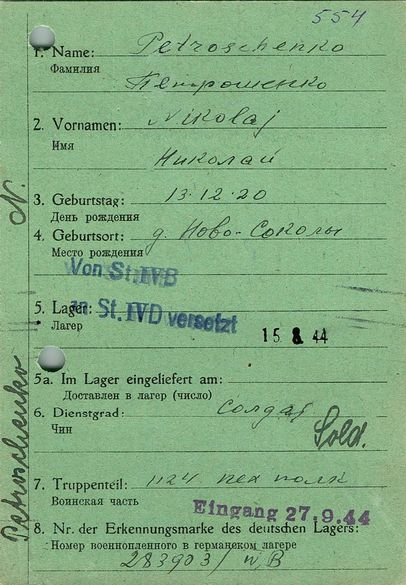 554
1. Name: Petroschenko
Фамилия Петрошенко
2. Vornamen: Nikolaj
Имя
Николай
3. Geburtstag: 13.12.20
День рождения
4. Geburtsort: д. Ново-Соколы
Место рождения
Von St.IVB
5. Lager: in St.IVD versetzt
Лагерь 15 8 44
5a. Im Lager eingeliefert am:
Доставлен в лагерь (число)
6. Dienstgrad: солдат
Чин Sold.
7. Truppenteil: 1124 пех полк
Воинская часть
Eingang 27.9.44
8. Nr. der Erkennungsmarke des deutschen Lagers:
Номер военнопленного в германском лагере
283903/ IVB
Petroschenko N.